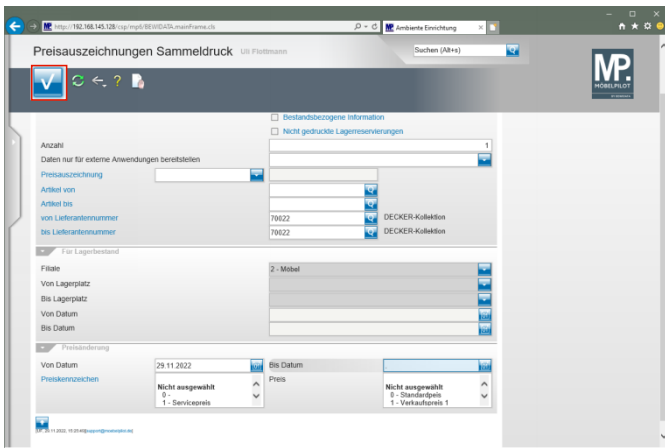 http://192.168.145.128/csp/mp6/BEWIDATA.mainFrame.cls
Ambiente Einrichtung
Preisauszeichnungen Sammeldruck Uli Flottmann
Suchen (Alt+s)
MP
MÖBELPILOT
Bestandsbezogene Information
Nicht gedruckte Lagerreservierungen
Anzahl 1
Daten nur für externe Anwendungen bereitstellen
Preisauszeichnung
Artikel von
Artikel bis
von Lieferantennummer 70022 DECKER-Kollektion
bis Lieferantennummer 70022 DECKER-Kollektion
Für Lagerbestand
Filiale 2 - Möbel
Von Lagerplatz
Bis Lagerplatz
Von Datum
Bis Datum
Preisänderung
Von Datum 29.11.2022 Bis Datum
Preiskennzeichen Nicht ausgewählt Preis Nicht ausgewählt
0 - 0 - Standardpeis
1 - Servicepreis 1 - Verkaufspreis 1